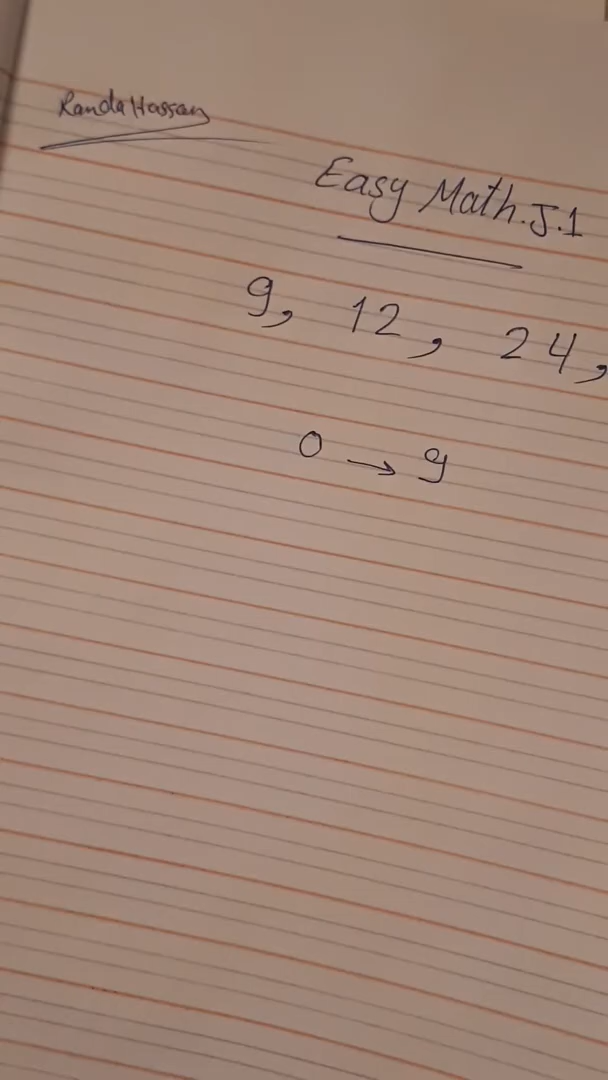 Randa Hassan
Easy Math.J.1
9, 12, 24,
0 → 9